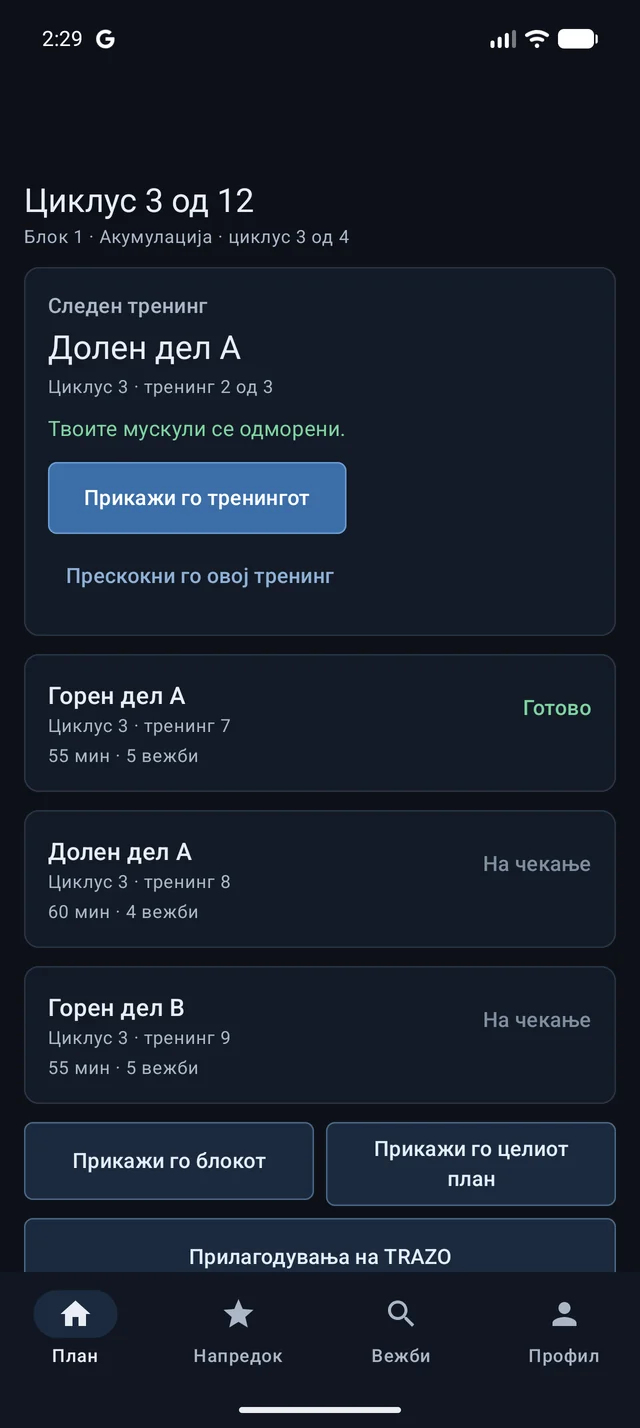 2:29 G
Циклус 3 од 12
Блок 1 · Акумулација · циклус 3 од 4
Следен тренинг
Долен дел А
Циклус 3 · тренинг 2 од 3
Твоите мускули се одморени.
Прикажи го тренингот
Прескокни го овој тренинг
Горен дел А
Циклус 3 · тренинг 7
55 мин · 5 вежби
Готово
Долен дел А
Циклус 3 · тренинг 8
60 мин · 4 вежби
На чекање
Горен дел В
Циклус 3 · тренинг 9
55 мин · 5 вежби
На чекање
Прикажи го блокот
Прикажи го целиот
план
Прилагодувања на TRAZO
План
Напредок
Вежби
Профил